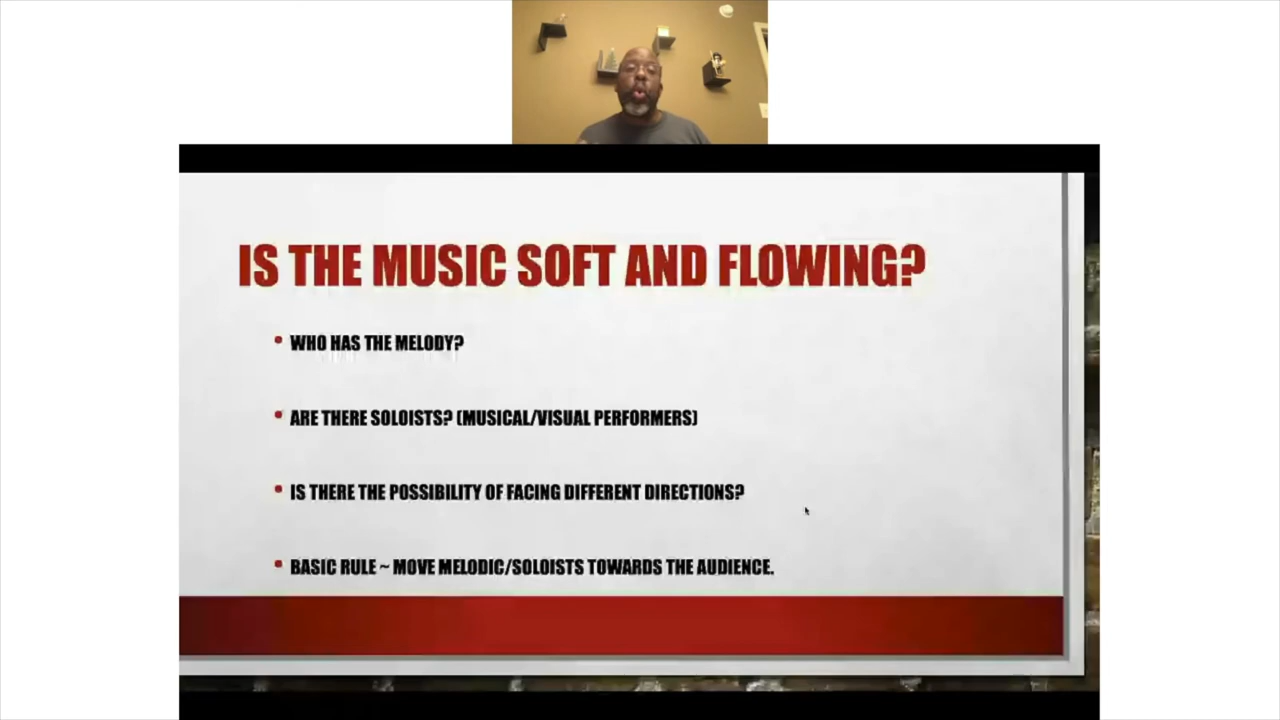 IS THE MUSIC SOFT AND FLOWING?
• WHO HAS THE MELODY?
• ARE THERE SOLOISTS? (MUSICAL/VISUAL PERFORMERS)
• IS THERE THE POSSIBILITY OF FACING DIFFERENT DIRECTIONS?
• BASIC RULE ~ MOVE MELODIC/SOLOISTS TOWARDS THE AUDIENCE.